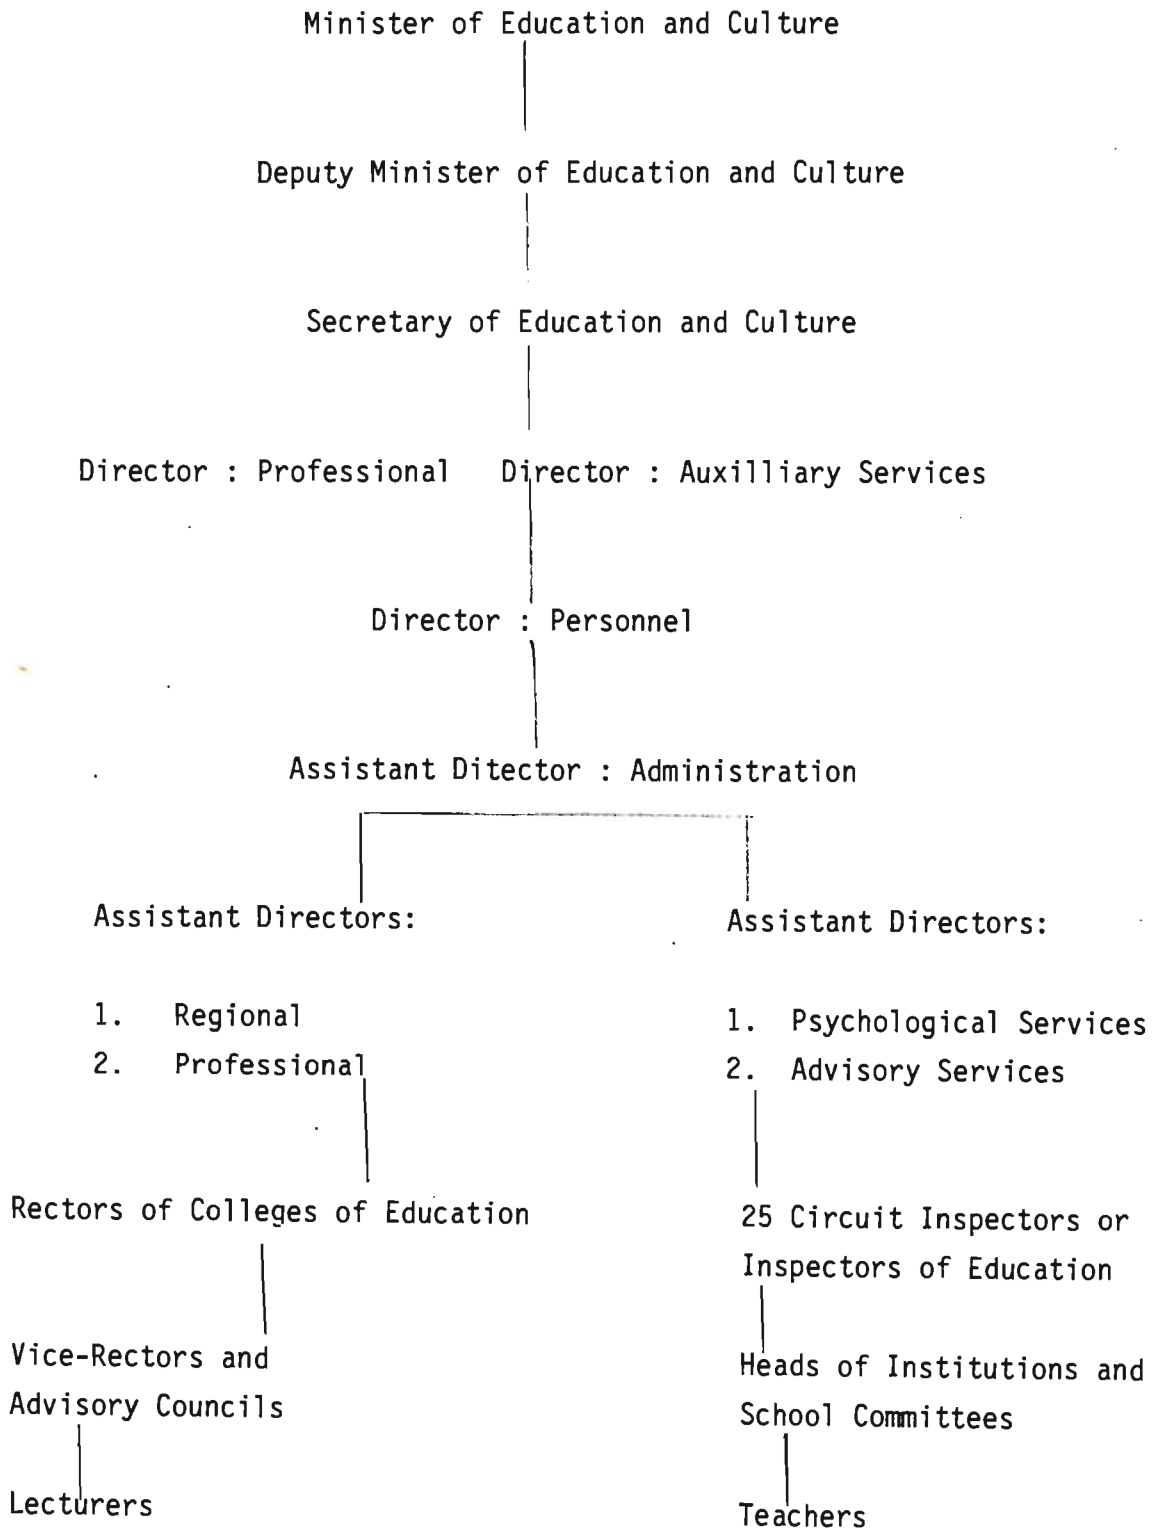 Minister of Education and Culture
Deputy Minister of Education and Culture
Secretary of Education and Culture
Director : Professional Director : Auxilliary Services
Director : Personnel
Assistant Ditector : Administration
Assistant Directors:
1. Regional
2. Professional
Rectors of Colleges of Education
Vice-Rectors and
Advisory Councils
Lecturers
Assistant Directors:
1. Psychological Services
2. Advisory Services
25 Circuit Inspectors or
Inspectors of Education
Heads of Institutions and
School Committees
Teachers